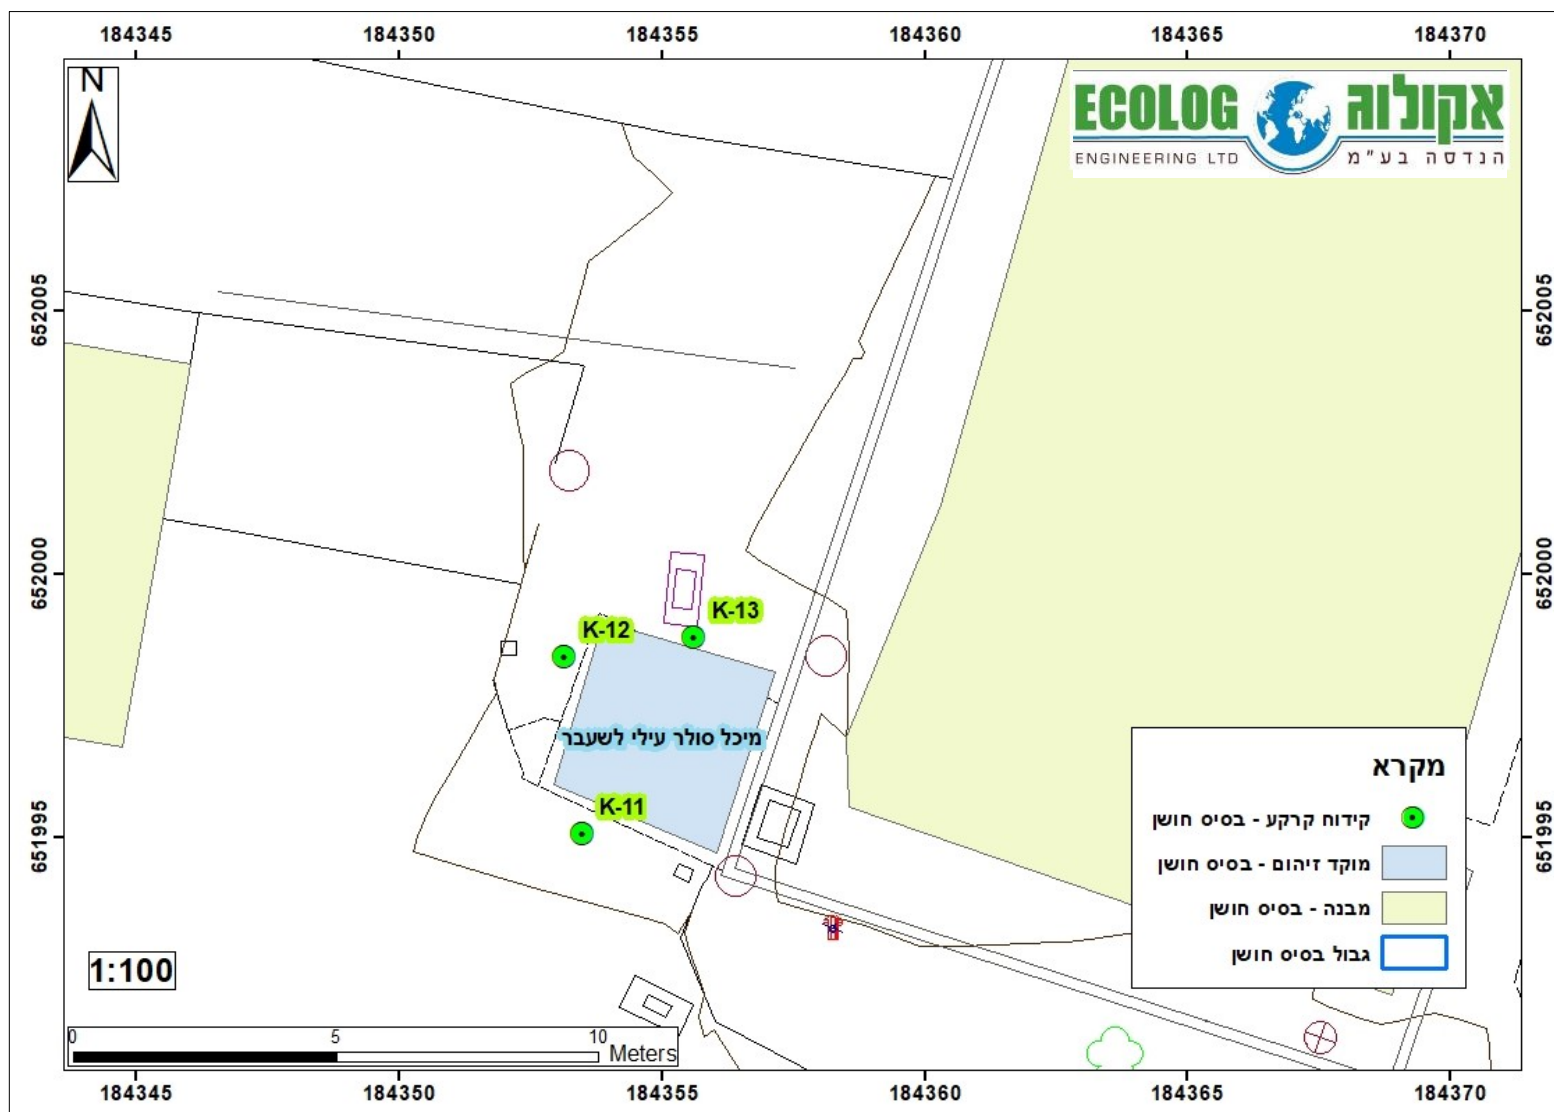 184345 184350 184355 184360 184365 184370
N
ECOLOG אקולוג
ENGINEERING LTD הנדסה בע"מ
652005 652005
652000 652000
K-13
K-12
מיכל סולר עילי לשעבר
K-11
651995 651995
מקרא
קידוח קרקע - בסיס חושן
מוקד זיהום - בסיס חושן
מבנה - בסיס חושן
גבול בסיס חושן
1:100
0 5 10
Meters
184345 184350 184355 184360 184365 184370